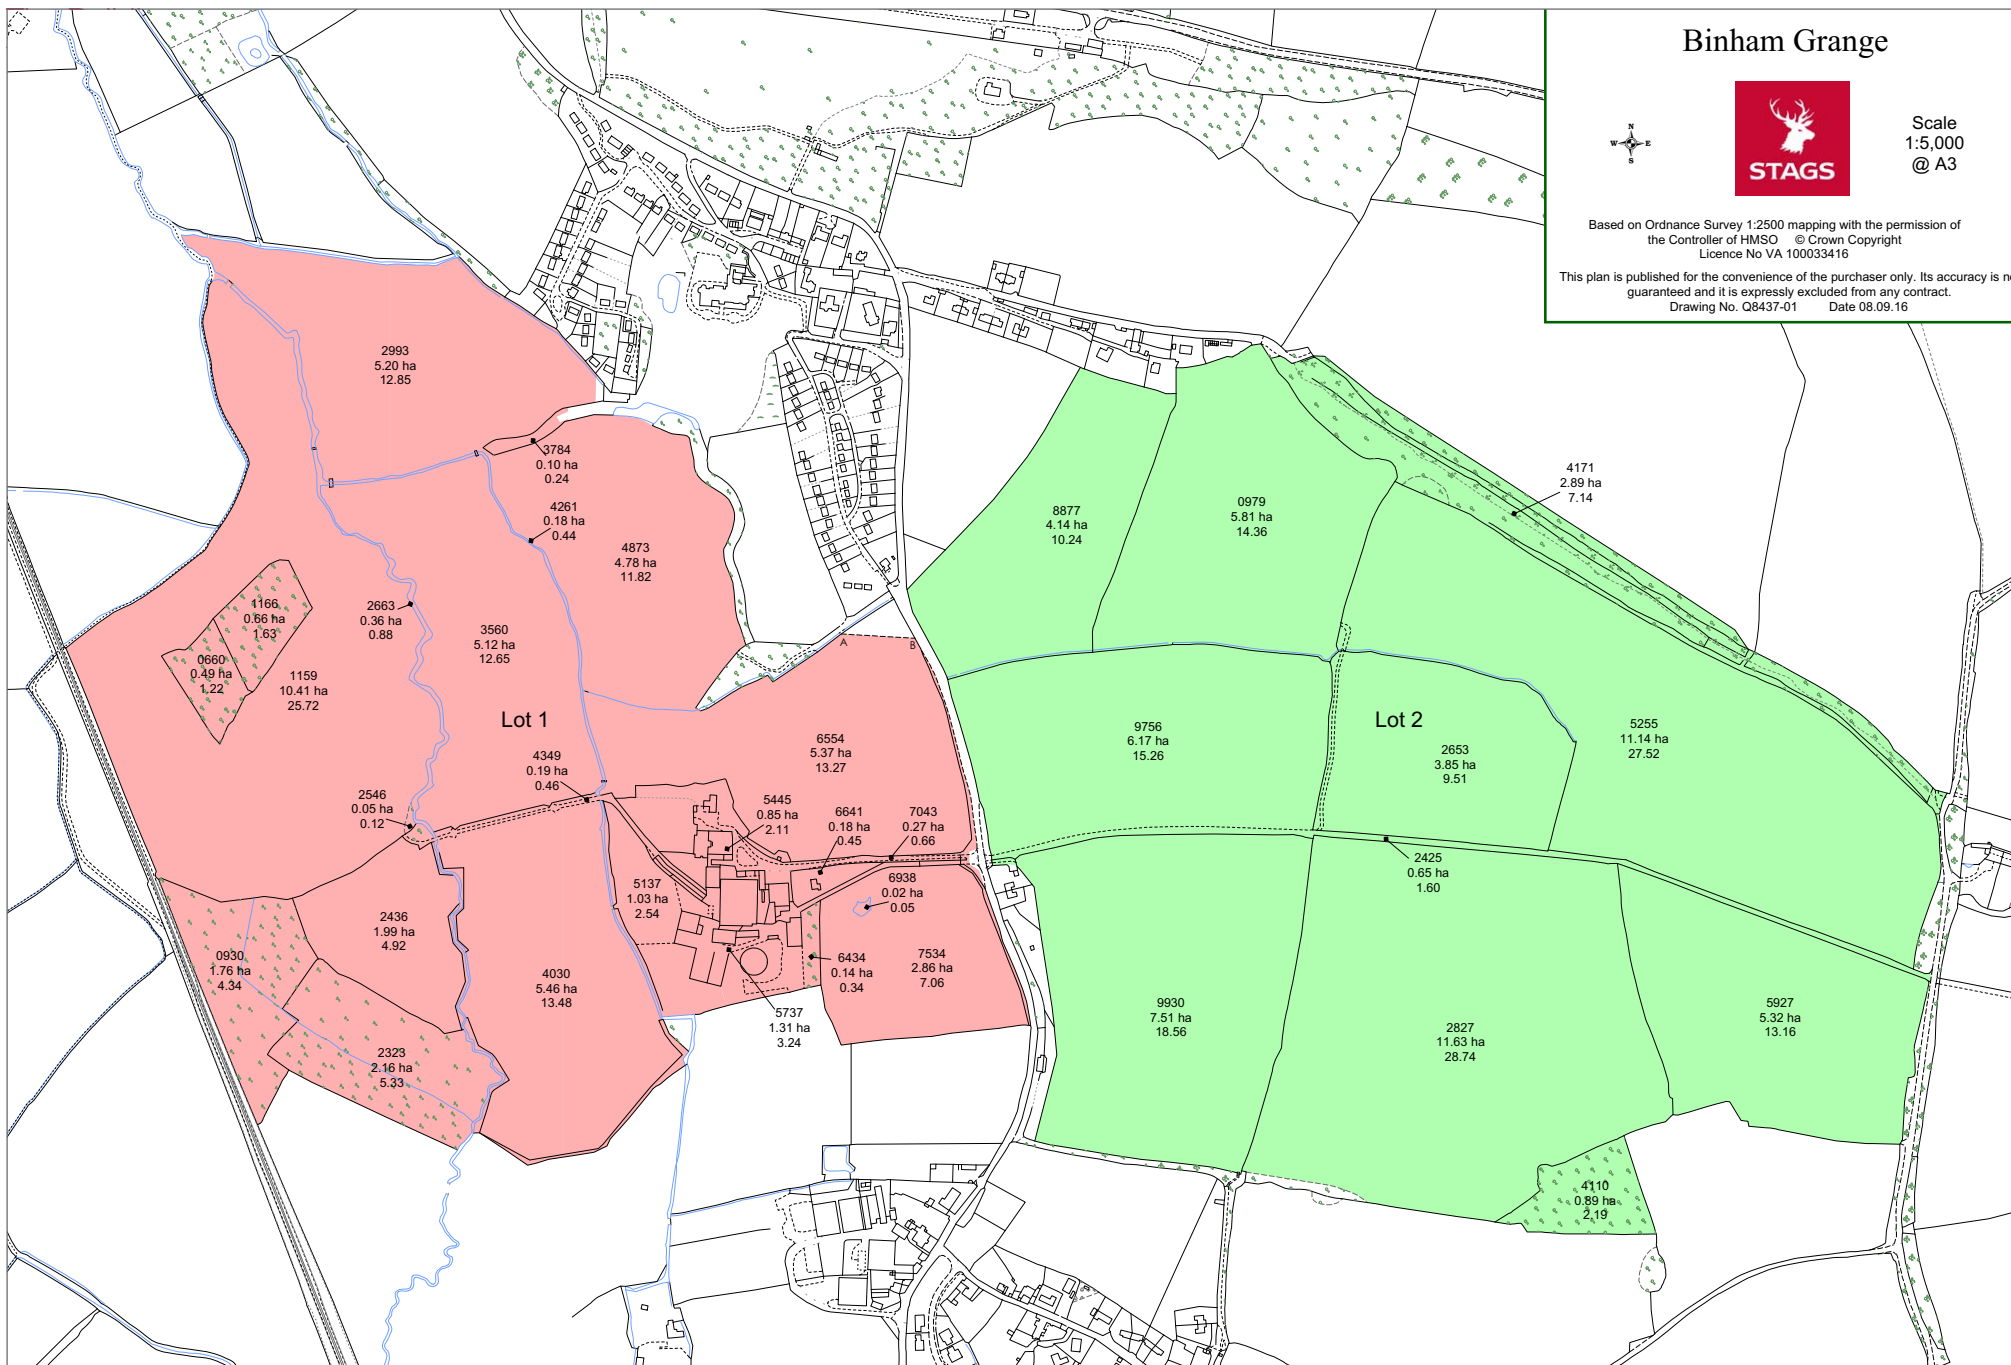 Binham Grange
N
W
E
S
STAGS
Scale
1:5,000
@ A3
Based on Ordnance Survey 1:2500 mapping with the permission of
the Controller of HMSO © Crown Copyright
Licence No VA 100033416
This plan is published for the convenience of the purchaser only. Its accuracy is no
guaranteed and it is expressly excluded from any contract.
Drawing No. Q8437-01 Date 08.09.16
2993
5.20 ha
12.85
3784
0.10 ha
0.24
4261
0.18 ha
0.44
4873
4.78 ha
11.82
1166
0.66 ha
1.63
0660
0.49 ha
1.22
2663
0.36 ha
0.88
3560
5.12 ha
12.65
1159
10.41 ha
25.72
Lot 1
A
B
6554
5.37 ha
13.27
4349
0.19 ha
0.46
2546
0.05 ha
0.12
5445
0.85 ha
2.11
6641
0.18 ha
0.45
7043
0.27 ha
0.66
6938
0.02 ha
0.05
5137
1.03 ha
2.54
2436
1.99 ha
4.92
0930
1.76 ha
4.34
4030
5.46 ha
13.48
6434
0.14 ha
0.34
7534
2.86 ha
7.06
5737
1.31 ha
3.24
2323
2.16 ha
5.33
4171
2.89 ha
7.14
8877
4.14 ha
10.24
0979
5.81 ha
14.36
9756
6.17 ha
15.26
Lot 2
2653
3.85 ha
9.51
5255
11.14 ha
27.52
2425
0.65 ha
1.60
9930
7.51 ha
18.56
2827
11.63 ha
28.74
5927
5.32 ha
13.16
4110
0.89 ha
2.19